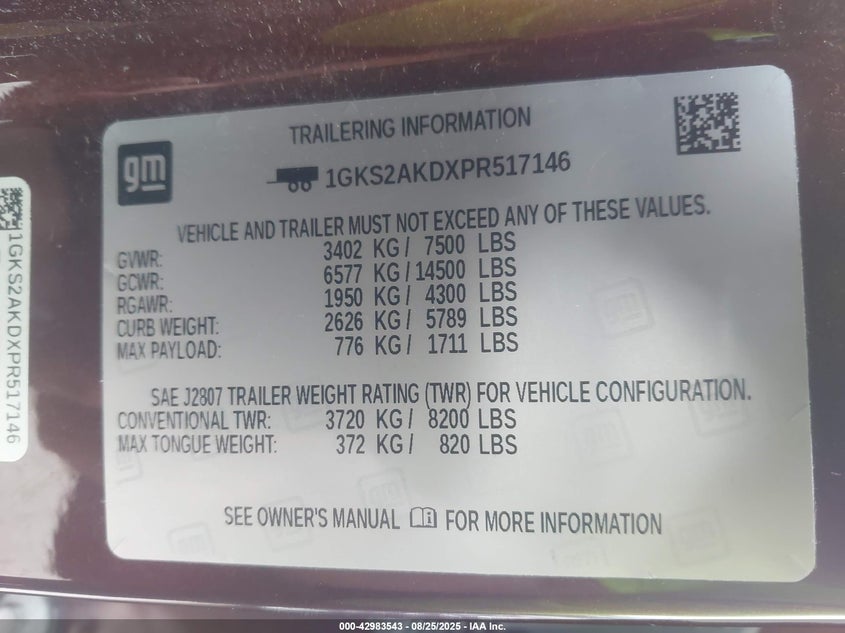 gm
TRAILERING INFORMATION
1GKS2AKDXPR517146
VEHICLE AND TRAILER MUST NOT EXCEED ANY OF THESE VALUES.
GVWR: 3402 KG / 7500 LBS
GCWR: 6577 KG / 14500 LBS
RGAWR: 1950 KG / 4300 LBS
CURB WEIGHT: 2626 KG / 5789 LBS
MAX PAYLOAD: 776 KG / 1711 LBS
SAE J2807 TRAILER WEIGHT RATING (TWR) FOR VEHICLE CONFIGURATION.
CONVENTIONAL TWR: 3720 KG / 8200 LBS
MAX TONGUE WEIGHT: 372 KG / 820 LBS
SEE OWNER'S MANUAL FOR MORE INFORMATION
1GKS2AKDXPR517146
000-42983543 - 08/25/2025 - IAA Inc.